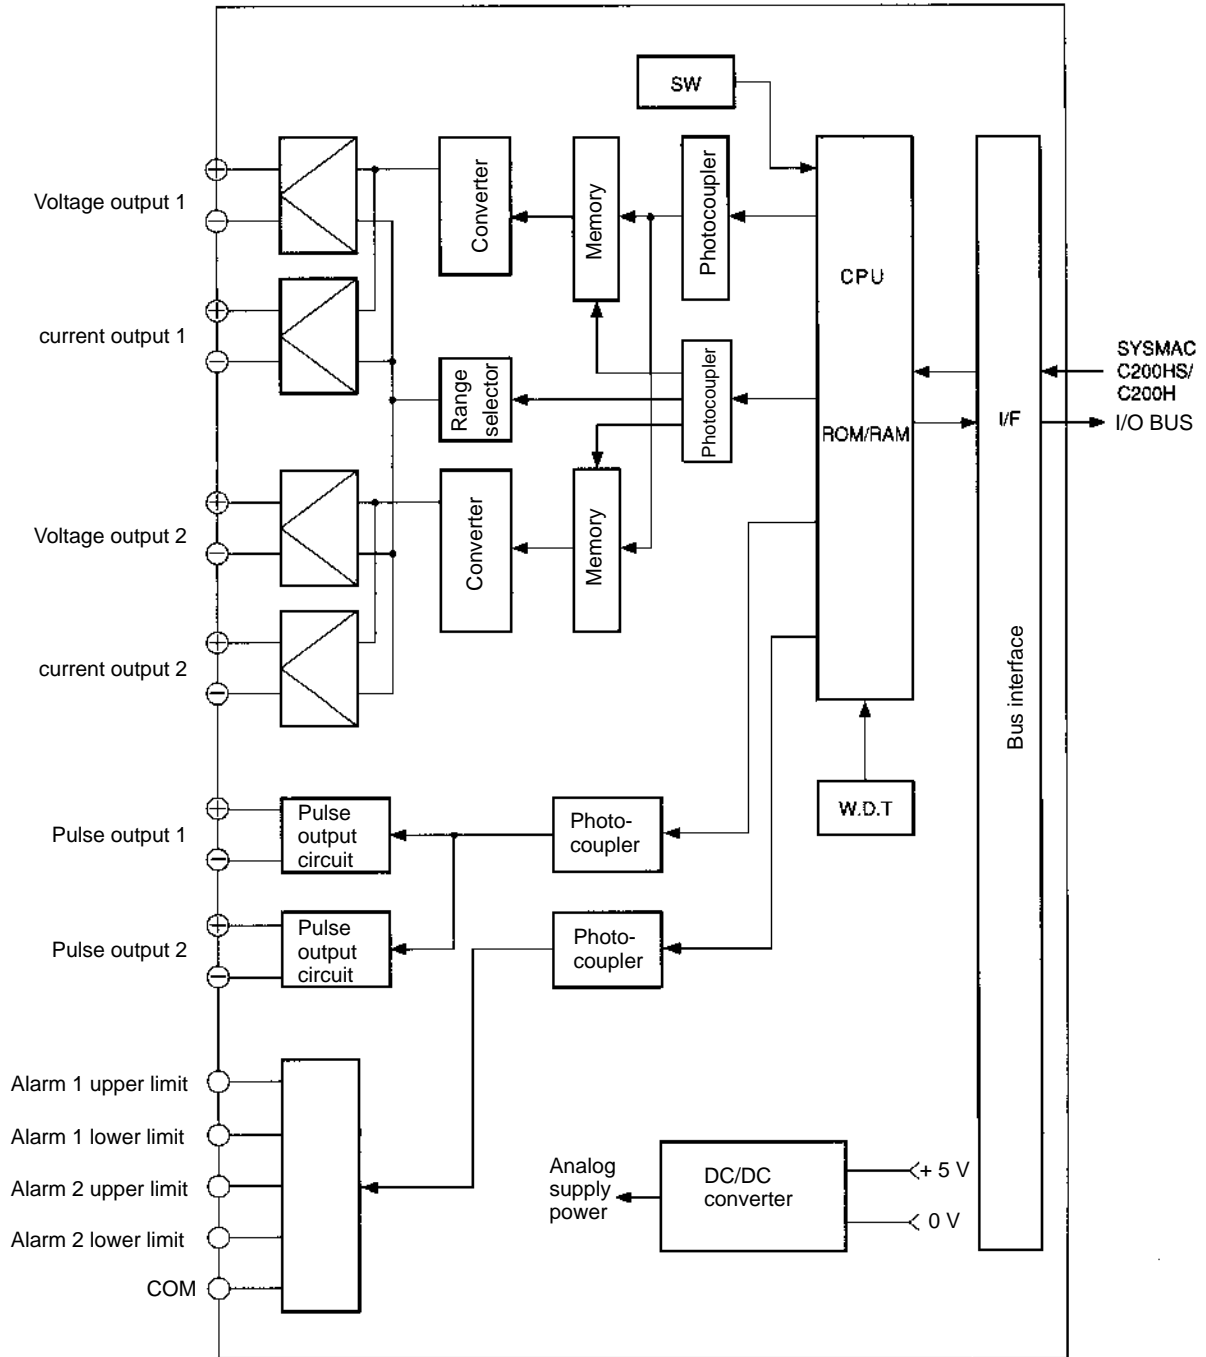 SW
Voltage output 1
Converter
Memory
Photocoupler
CPU
current output 1
Range
selector
Photocoupler
ROM/RAM
I/F
SYSMAC
C200HS/
C200H
I/O BUS
Voltage output 2
Converter
Memory
current output 2
Bus interface
W.D.T
Pulse output 1
Pulse
output
circuit
Photo-
coupler
Pulse output 2
Pulse
output
circuit
Photo-
coupler
Alarm 1 upper limit
Alarm 1 lower limit
Alarm 2 upper limit
Alarm 2 lower limit
COM
Analog
supply
power
DC/DC
converter
+ 5 V
0 V